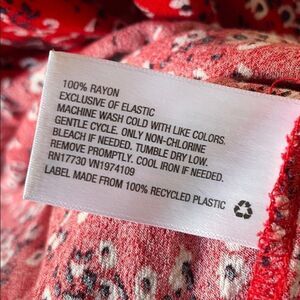 100% RAYON
EXCLUSIVE OF ELASTIC
MACHINE WASH COLD WITH LIKE COLORS.
GENTLE CYCLE. ONLY NON-CHLORINE
BLEACH IF NEEDED. TUMBLE DRY LOW.
REMOVE PROMPTLY. COOL IRON IF NEEDED.
RN17730 VN1974109
LABEL MADE FROM 100% RECYCLED PLASTIC